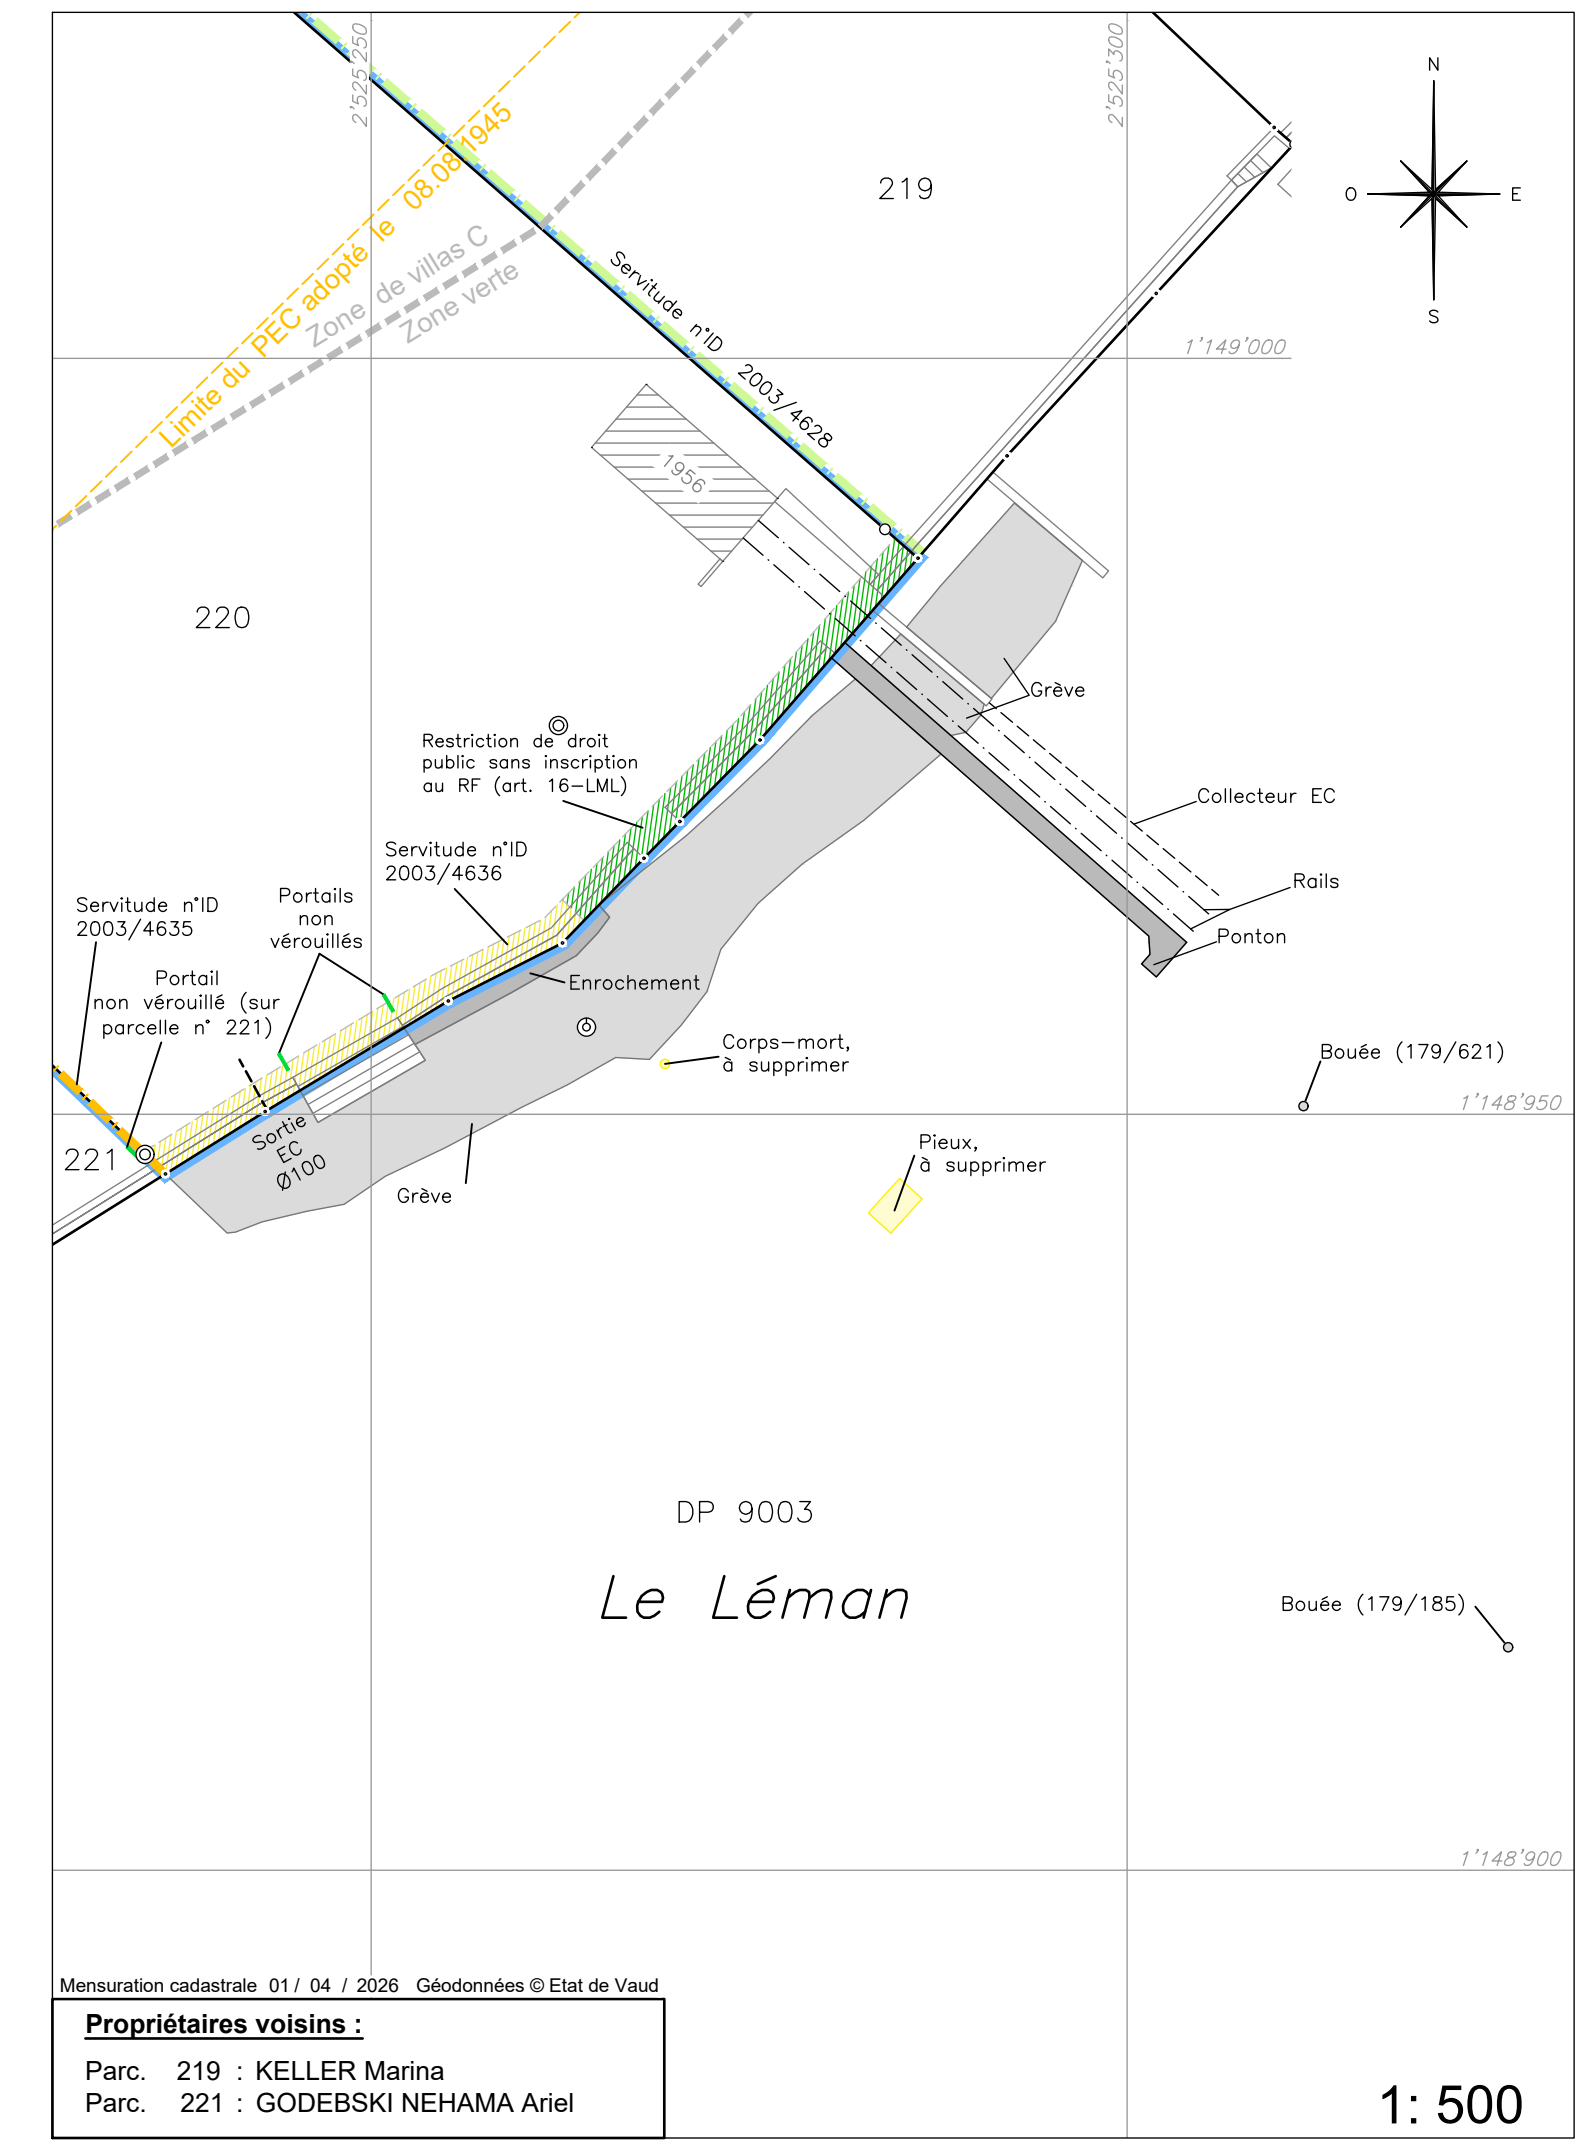 2'525'250
2'525'300
N
O
E
S
219
Limite du PEC adopté le 08.08.1945
Zone de villas C
Zone verte
Servitude n°ID 2003/4628
1'149'000
1956
220
Grève
Restriction de droit
public sans inscription
au RF (art. 16-LML)
Collecteur EC
Servitude n°ID
2003/4636
Rails
Portails
non
vérouillés
Servitude n°ID
2003/4635
Ponton
Portail
non vérouillé (sur
parcelle n° 221)
Enrochement
Corps-mort,
à supprimer
Bouée (179/621)
1'148'950
Sortie
EC
Ø100
221
Pieux,
à supprimer
Grève
DP 9003
Le Léman
Bouée (179/185)
1'148'900
Mensuration cadastrale 01 / 04 / 2026 Géodonnées © Etat de Vaud
Propriétaires voisins :
Parc. 219 : KELLER Marina
Parc. 221 : GODEBSKI NEHAMA Ariel
1: 500